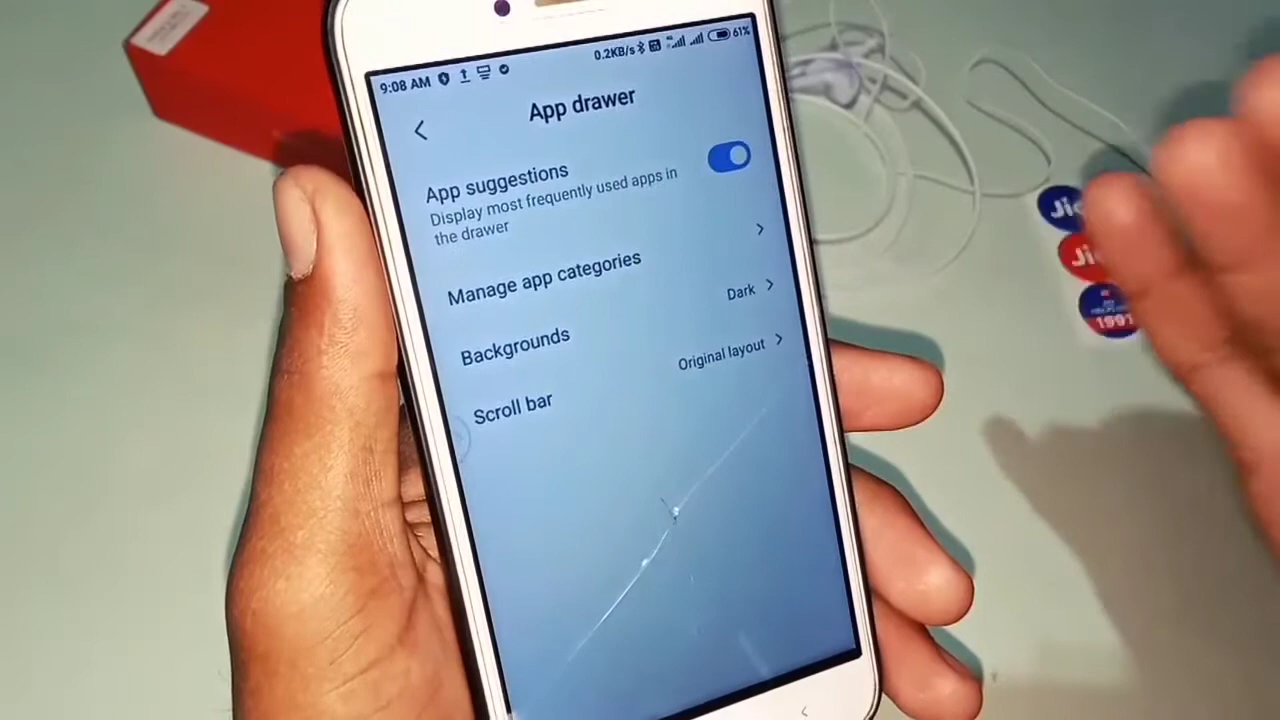 9:08 AM
0.2KB/s
61%
App drawer
App suggestions
Display most frequently used apps in
the drawer
Manage app categories
Backgrounds
Dark
Scroll bar
Original layout
Jio
1991